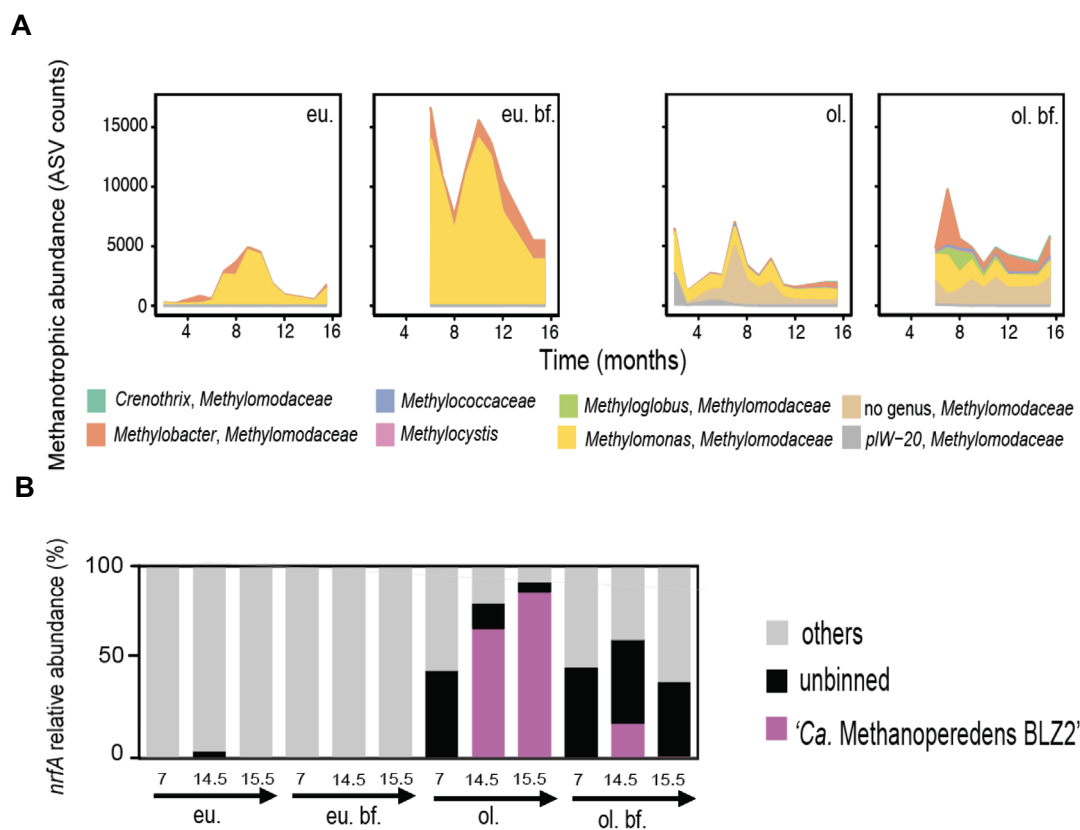 A
Methanotrophic abundance (ASV counts)
eu.
eu. bf.
ol.
ol. bf.
15000
10000
5000
0
4 8 12 16
4 8 12 16
4 8 12 16
4 8 12 16
Time (months)
Crenothrix, Methylomodaceae
Methylococcaceae
Methyloglobus, Methylomodaceae
no genus, Methylomodaceae
Methylobacter, Methylomodaceae
Methylocystis
Methylomonas, Methylomodaceae
pIW−20, Methylomodaceae
B
nrfA relative abundance (%)
100
50
0
7 14.5 15.5 7 14.5 15.5 7 14.5 15.5 7 14.5 15.5
eu. eu. bf. ol. ol. bf.
others
unbinned
‘Ca. Methanoperedens BLZ2’